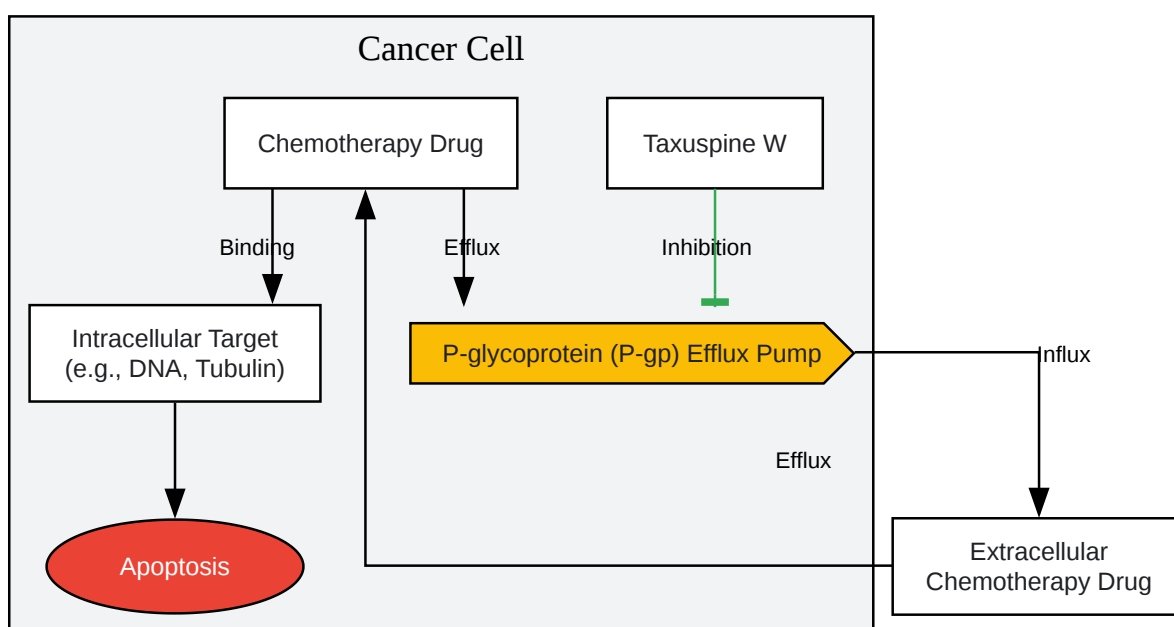 Cancer Cell
Chemotherapy Drug
Taxuspine W
Binding
Efflux
Inhibition
Intracellular Target
(e.g., DNA, Tubulin)
P-glycoprotein (P-gp) Efflux Pump
Influx
Efflux
Apoptosis
Extracellular
Chemotherapy Drug